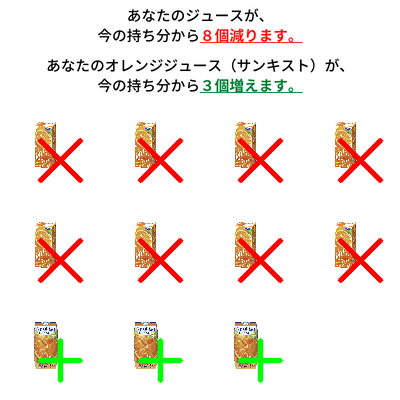 あなたのジュースが、
今の持ち分から８個減ります。
あなたのオレンジジュース（サンキスト）が、
今の持ち分から３個増えます。